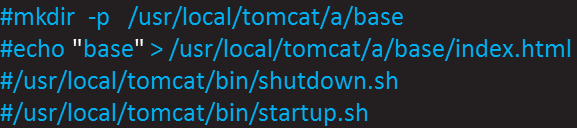 #mkdir -p /usr/local/tomcat/a/base
#echo "base" > /usr/local/tomcat/a/base/index.html
#/usr/local/tomcat/bin/shutdown.sh
#/usr/local/tomcat/bin/startup.sh